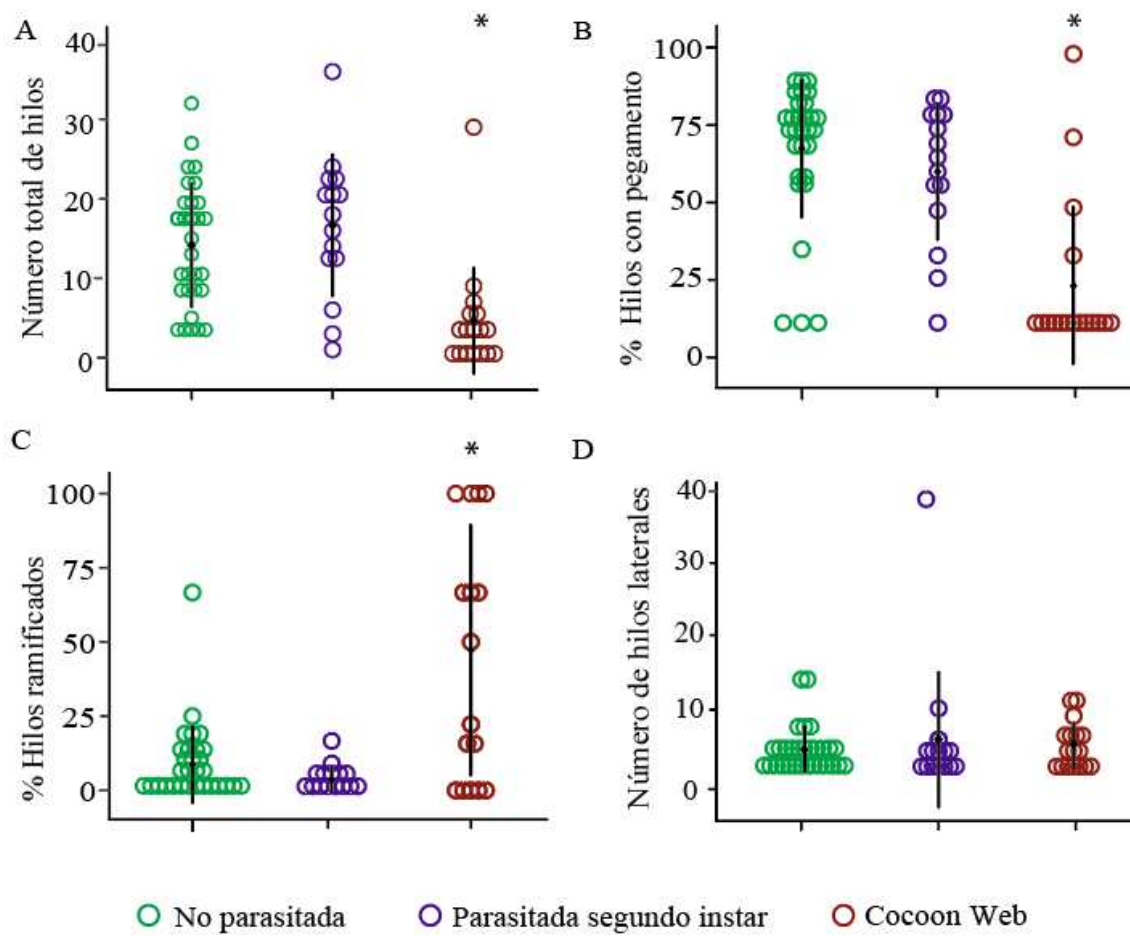 A
*
Número total de hilos
40
30
20
10
0
B
*
% Hilos con pegamento
100
75
50
25
0
C
*
% Hilos ramificados
100
75
50
25
0
D
Número de hilos laterales
40
30
20
10
0
No parasitada
Parasitada segundo instar
Cocoon Web